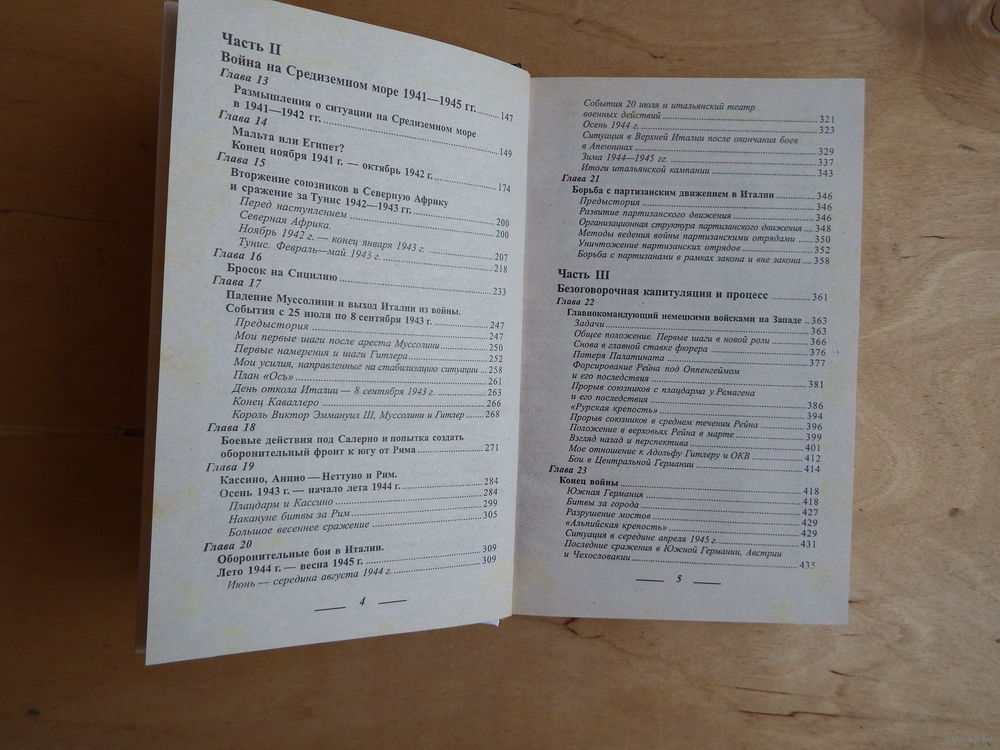 Часть II
Война на Средиземном море 1941—1945 гг. ....... 147
Глава 13
Размышления о ситуации на Средиземном море
в 1941—1942 гг. ....... 149
Глава 14
Мальта или Египет?
Конец ноября 1941 г. — октябрь 1942 г. ....... 174
Глава 15
Вторжение союзников в Северную Африку
и сражение за Тунис 1942—1943 гг. ....... 200
Перед наступлением ....... 200
Северная Африка.
Ноябрь 1942 г. — конец января 1943 г. ....... 207
Тунис. Февраль—май 1943 г. ....... 218
Глава 16
Бросок на Сицилию ....... 233
Глава 17
Падение Муссолини и выход Италии из войны.
События с 25 июля по 8 сентября 1943 г. ....... 247
Предыстория ....... 247
Мои первые шаги после ареста Муссолини ....... 250
Первые намерения и шаги Гитлера ....... 252
Мои усилия, направленные на стабилизацию ситуации ... 258
План «Ось» ....... 261
День откола Италии — 8 сентября 1943 г. ....... 263
Конец Каваллеро ....... 266
Король Виктор Эммануил III, Муссолини и Гитлер ....... 268
Глава 18
Боевые действия под Салерно и попытка создать
оборонительный фронт к югу от Рима ....... 271
Глава 19
Кассино, Анцио — Неттуно и Рим.
Осень 1943 г. — начало лета 1944 г. ....... 284
Плацдарм и Кассино ....... 284
Накануне битвы за Рим ....... 299
Большое весеннее сражение ....... 305
Глава 20
Оборонительные бои в Италии.
Лето 1944 г. — весна 1945 г. ....... 309
Июнь — середина августа 1944 г. ....... 309
4
События 20 июля и итальянский театр
военных действий ....... 321
Осень 1944 г. ....... 323
Ситуация в Верхней Италии после окончания боев
в Апеннинах ....... 329
Зима 1944—1945 гг. ....... 337
Итоги итальянской кампании ....... 343
Глава 21
Борьба с партизанским движением в Италии ....... 346
Предыстория ....... 346
Развитие партизанского движения ....... 346
Организационная структура партизанского движения ....... 348
Методы ведения войны партизанскими отрядами ....... 350
Уничтожение партизанских отрядов ....... 352
Борьба с партизанами в рамках закона и вне закона ....... 358
Часть III
Безоговорочная капитуляция и процесс ....... 361
Глава 22
Главнокомандующий немецкими войсками на Западе .. 363
Задачи ....... 363
Общее положение. Первые шаги в новой роли ....... 366
Снова в главной ставке фюрера ....... 376
Потеря Палатината ....... 377
Форсирование Рейна под Оппенгеймом
и его последствия ....... 381
Прорыв союзников с плацдарма у Ремагена
и его последствия ....... 386
«Рурская крепость» ....... 394
Прорыв союзников в среднем течении Рейна ....... 396
Положение в верховьях Рейна в марте ....... 399
Взгляд назад и перспектива ....... 401
Мое отношение к Адольфу Гитлеру и ОКВ ....... 412
Бои в Центральной Германии ....... 414
Глава 23
Конец войны ....... 418
Южная Германия ....... 418
Битвы за города ....... 427
Разрушение мостов ....... 429
«Альпийская крепость» ....... 429
Ситуация в середине апреля 1945 г. ....... 431
Последние сражения в Южной Германии, Австрии
и Чехословакии ....... 435
5